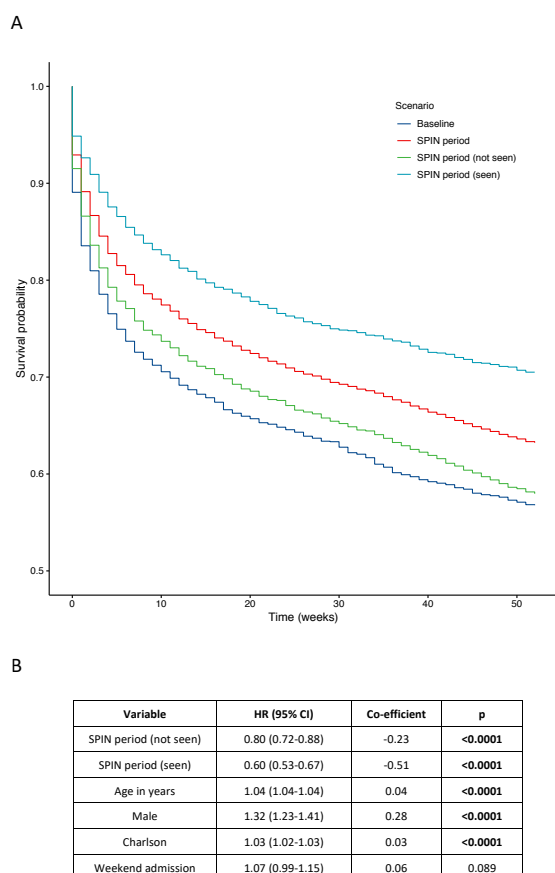 A
1.0
0.9
0.8
0.7
0.6
0.5
Survival probability
0
10
20
30
40
50
Time (weeks)
Scenario
Baseline
SPIN period
SPIN period (not seen)
SPIN period (seen)
B
Variable HR (95% CI) Co-efficient p
SPIN period (not seen) 0.80 (0.72-0.88) -0.23 <0.0001
SPIN period (seen) 0.60 (0.53-0.67) -0.51 <0.0001
Age in years 1.04 (1.04-1.04) 0.04 <0.0001
Male 1.32 (1.23-1.41) 0.28 <0.0001
Charlson 1.03 (1.02-1.03) 0.03 <0.0001
Weekend admission 1.07 (0.99-1.15) 0.06 0.089